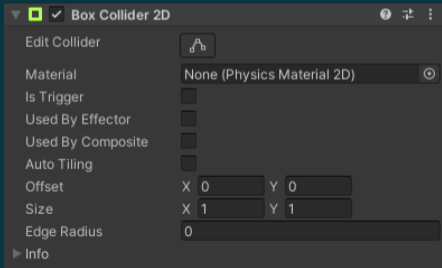 Box Collider 2D
Edit Collider
Material None (Physics Material 2D)
Is Trigger
Used By Effector
Used By Composite
Auto Tiling
Offset X 0 Y 0
Size X 1 Y 1
Edge Radius 0
Info